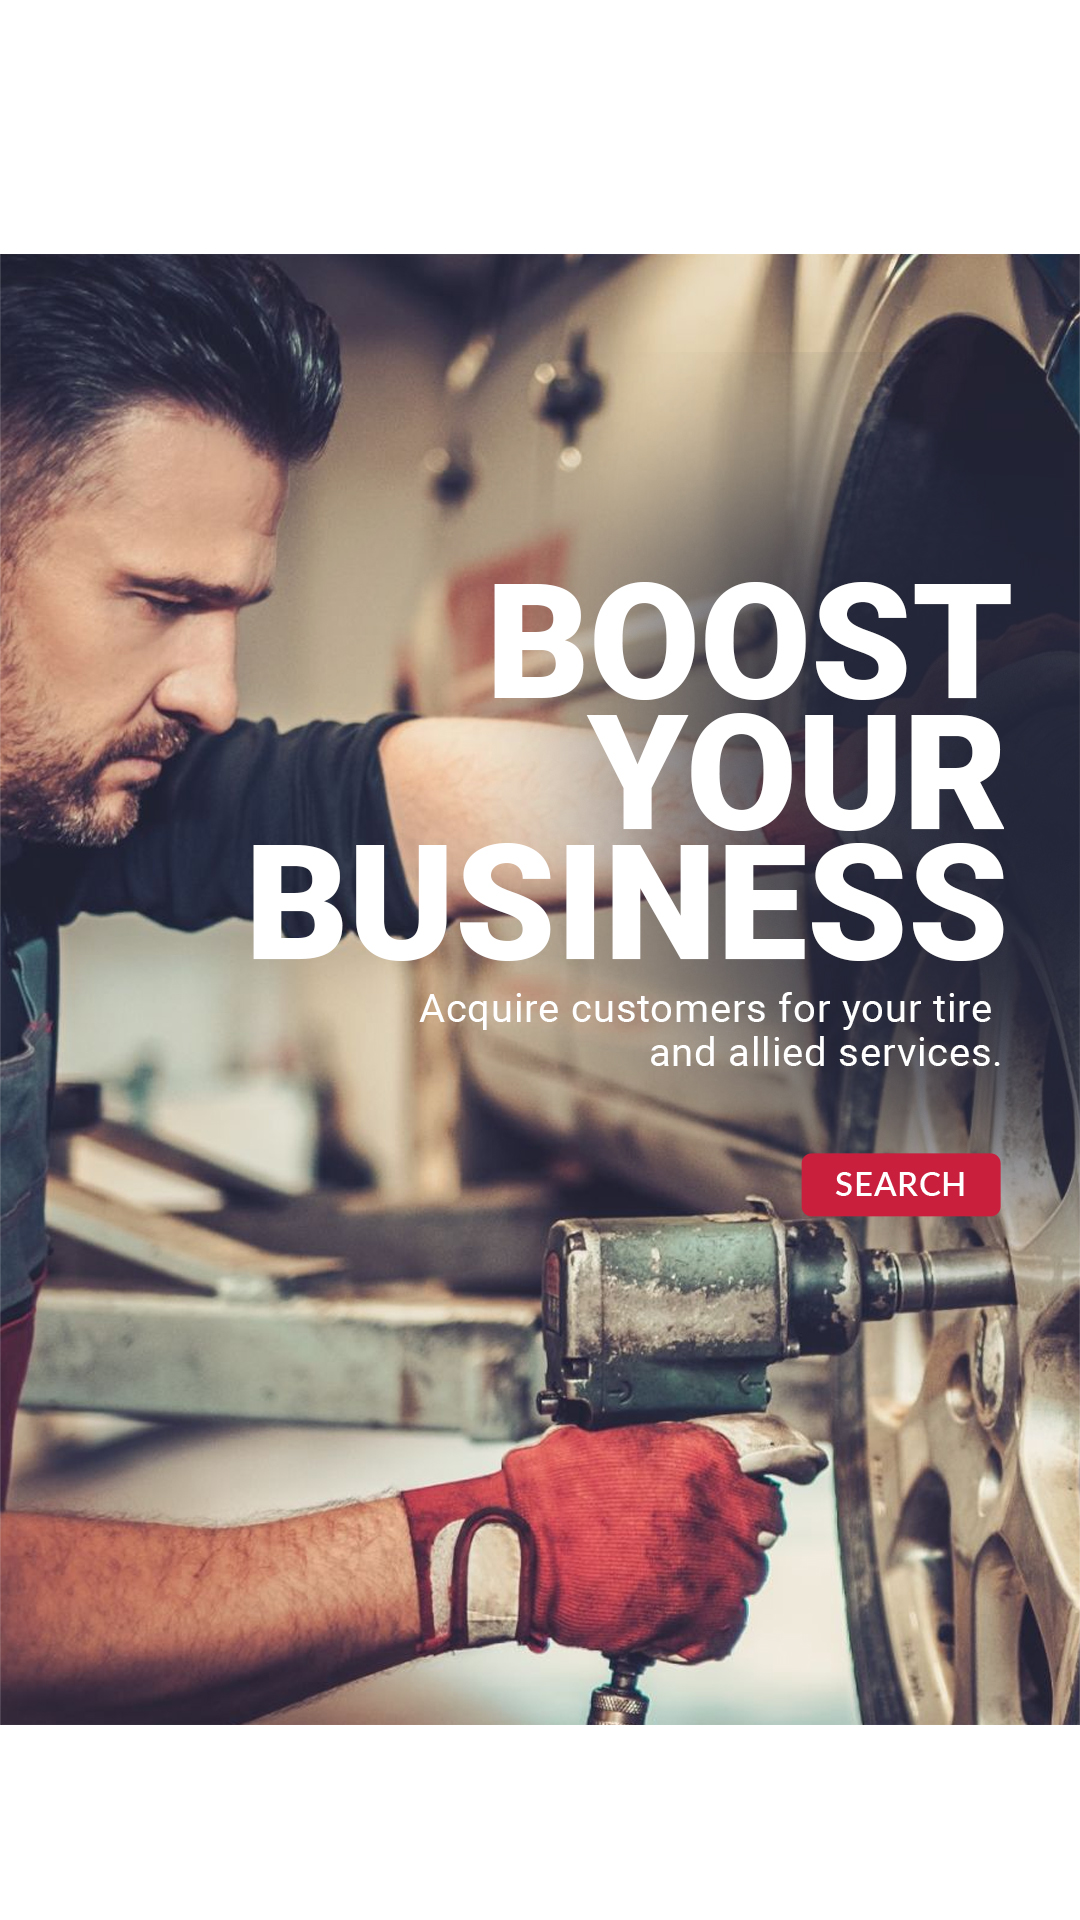 BOOST
YOUR
BUSINESS
Acquire customers for your tire
and allied services.
SEARCH